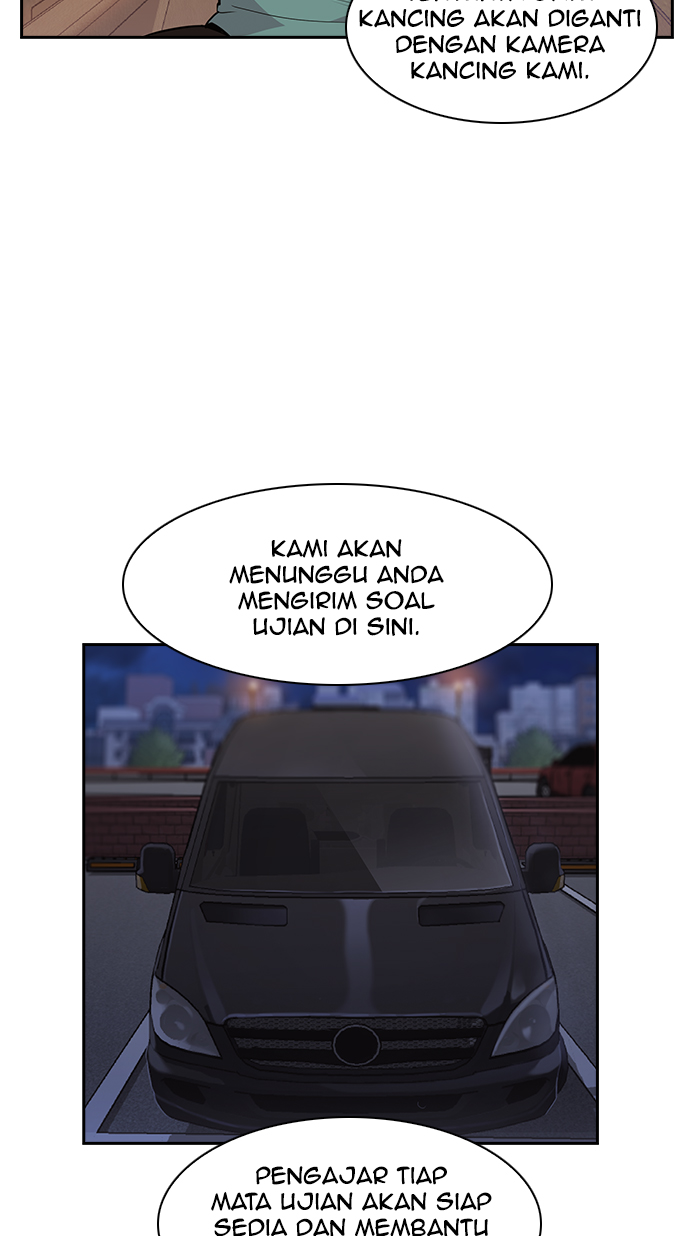 KANCING AKAN DIGANTI
DENGAN KAMERA
KANCING KAMI.
KAMI AKAN
MENUNGGU ANDA
MENGIRIM SOAL
UJIAN DI SINI.
PENGAJAR TIAP
MATA UJIAN AKAN SIAP
SEDIA DAN MEMBANTU